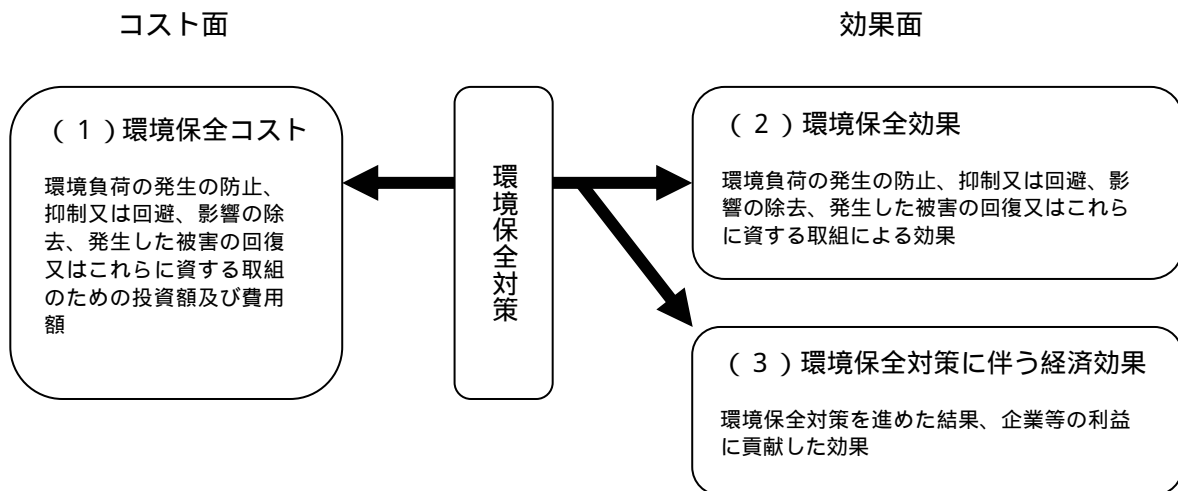 コスト面
効果面
（１）環境保全コスト
環境負荷の発生の防止、
抑制又は回避、影響の除
去、発生した被害の回復
又はこれらに資する取組
のための投資額及び費用
額
環境保全対策
（２）環境保全効果
環境負荷の発生の防止、抑制又は回避、影
響の除去、発生した被害の回復又はこれら
に資する取組による効果
（３）環境保全対策に伴う経済効果
環境保全対策を進めた結果、企業等の利益
に貢献した効果